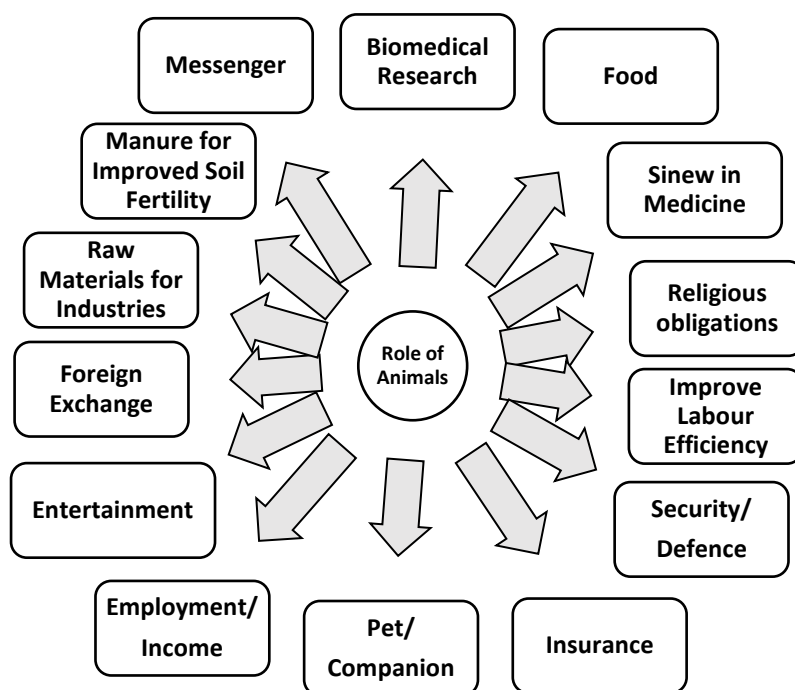 Messenger
Biomedical
Research
Food
Manure for
Improved Soil
Fertility
Sinew in
Medicine
Raw
Materials for
Industries
Religious
obligations
Role of
Animals
Foreign
Exchange
Improve
Labour
Efficiency
Entertainment
Security/
Defence
Employment/
Income
Pet/
Companion
Insurance